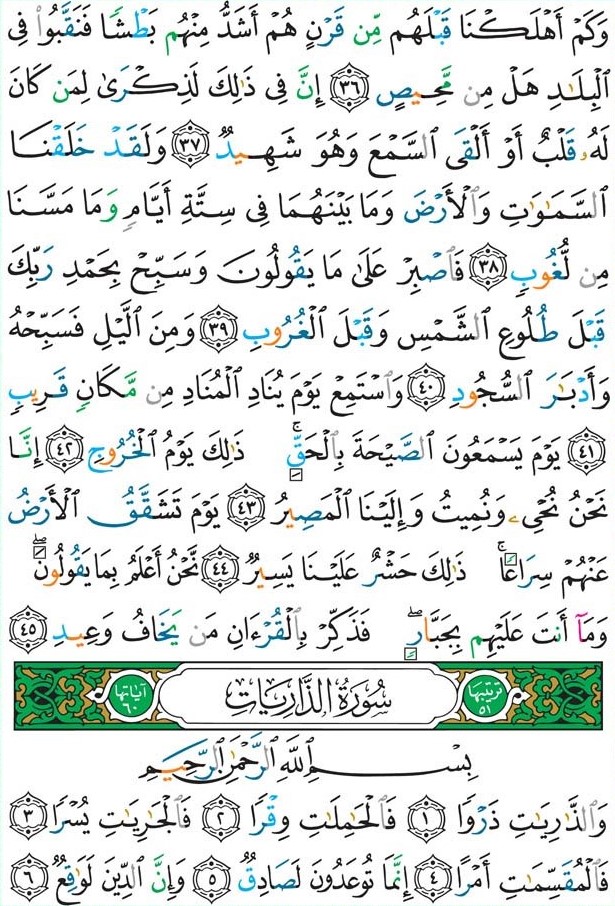 وَكَمْ أَهْلَكْنَا قَبْلَهُم مِّن قَرْنٍ هُمْ أَشَدُّ مِنْهُم بَطْشًا فَنَقَّبُوا۟ فِى
ٱلْبِلَـٰدِ هَلْ مِن مَّحِيصٍ ٣٦ إِنَّ فِى ذَٰلِكَ لَذِكْرَىٰ لِمَن كَانَ
لَهُۥ قَلْبٌ أَوْ أَلْقَى ٱلسَّمْعَ وَهُوَ شَهِيدٌ ٣٧ وَلَقَدْ خَلَقْنَا
ٱلسَّمَـٰوَٰتِ وَٱلْأَرْضَ وَمَا بَيْنَهُمَا فِى سِتَّةِ أَيَّامٍ وَمَا مَسَّنَا
مِن لُّغُوبٍ ٣٨ فَٱصْبِرْ عَلَىٰ مَا يَقُولُونَ وَسَبِّحْ بِحَمْدِ رَبِّكَ
قَبْلَ طُلُوعِ ٱلشَّمْسِ وَقَبْلَ ٱلْغُرُوبِ ٣٩ وَمِنَ ٱلَّيْلِ فَسَبِّحْهُ
وَأَدْبَـٰرَ ٱلسُّجُودِ ٤٠ وَٱسْتَمِعْ يَوْمَ يُنَادِ ٱلْمُنَادِ مِن مَّكَانٍ قَرِيبٍ
٤١ يَوْمَ يَسْمَعُونَ ٱلصَّيْحَةَ بِٱلْحَقِّ ۚ ذَٰلِكَ يَوْمُ ٱلْخُرُوجِ ٤٢ إِنَّا
نَحْنُ نُحْىِۦ وَنُمِيتُ وَإِلَيْنَا ٱلْمَصِيرُ ٤٣ يَوْمَ تَشَقَّقُ ٱلْأَرْضُ
عَنْهُمْ سِرَاعًا ۚ ذَٰلِكَ حَشْرٌ عَلَيْنَا يَسِيرٌ ٤٤ نَّحْنُ أَعْلَمُ بِمَا يَقُولُونَ ۖ
وَمَآ أَنتَ عَلَيْهِم بِجَبَّارٍ ۖ فَذَكِّرْ بِٱلْقُرْءَانِ مَن يَخَافُ وَعِيدِ ٤٥
ترتيبها ٥١ سُورَةُ الذَّارِيَات آياتها ٦٠
بِسْمِ ٱللَّهِ ٱلرَّحْمَـٰنِ ٱلرَّحِيمِ
وَٱلذَّٰرِيَـٰتِ ذَرْوًا ١ فَٱلْحَـٰمِلَـٰتِ وِقْرًا ٢ فَٱلْجَـٰرِيَـٰتِ يُسْرًا ٣
فَٱلْمُقَسِّمَـٰتِ أَمْرًا ٤ إِنَّمَا تُوعَدُونَ لَصَادِقٌ ٥ وَإِنَّ ٱلدِّينَ لَوَٰقِعٌ ٦